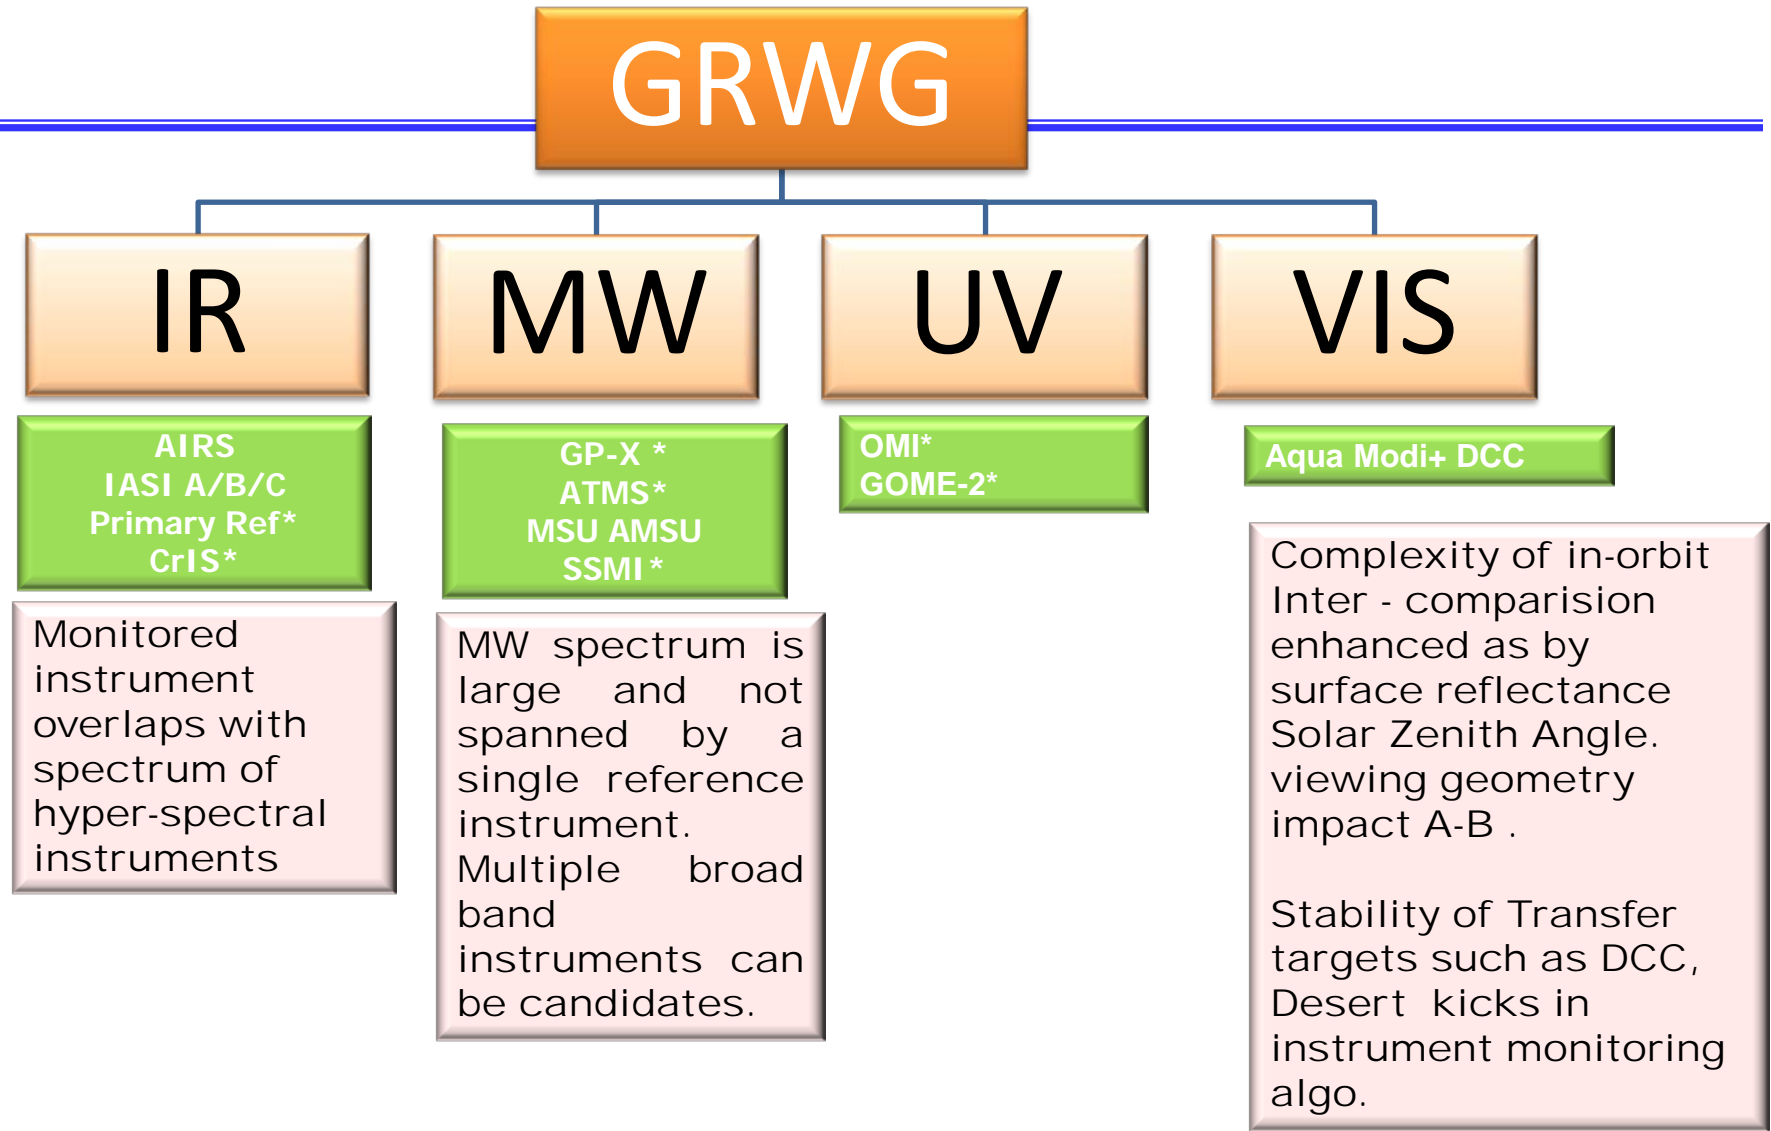 GRWG
IR
MW
UV
VIS
AIRS
IASI A/B/C
Primary Ref*
CrIS*
GP-X *
ATMS*
MSU AMSU
SSMI*
OMI*
GOME-2*
Aqua Modi+ DCC
Monitored
instrument
overlaps with
spectrum of
hyper-spectral
instruments
MW spectrum is
large and not
spanned by a
single reference
instrument.
Multiple broad
band
instruments can
be candidates.
Complexity of in-orbit
Inter - comparision
enhanced as by
surface reflectance
Solar Zenith Angle.
viewing geometry
impact A-B .
Stability of Transfer
targets such as DCC,
Desert kicks in
instrument monitoring
algo.